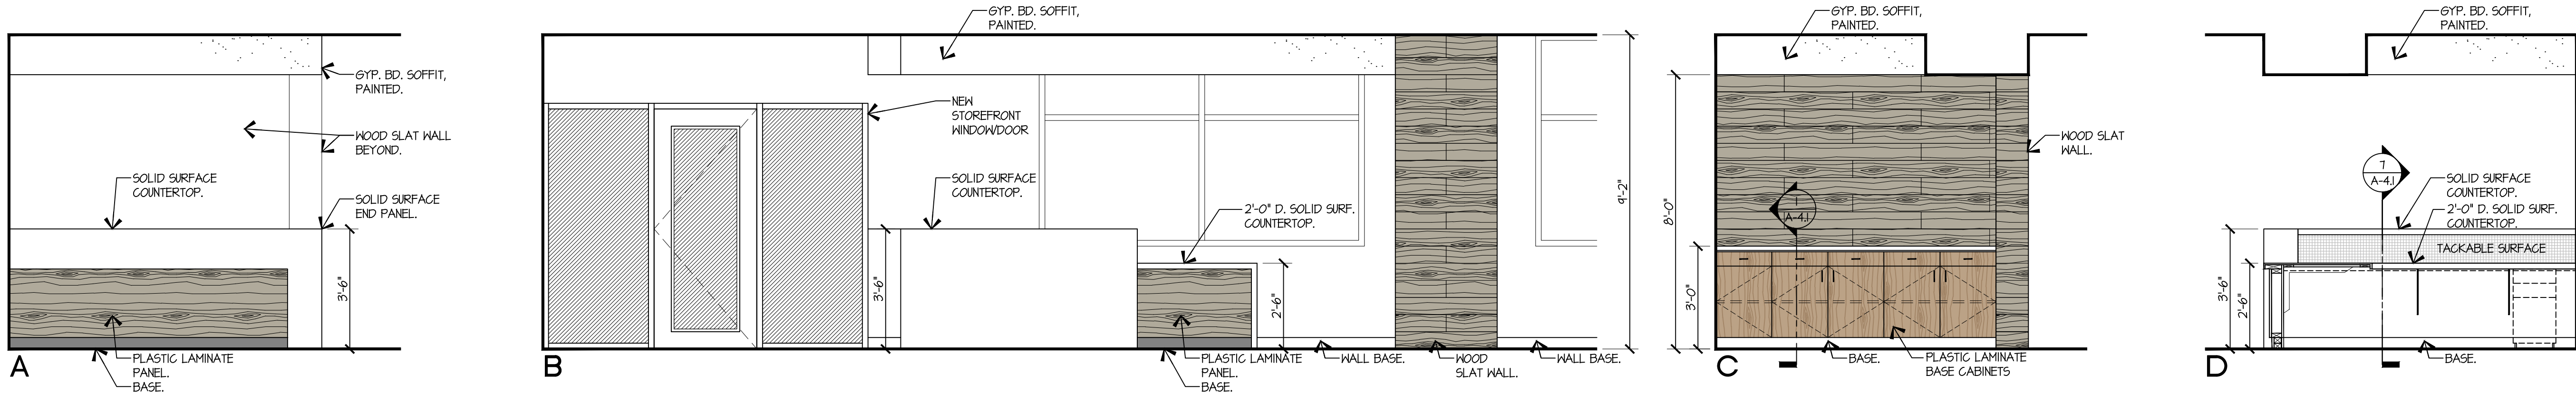 GYP. BD. SOFFIT,
PAINTED.
WOOD SLAT WALL
BEYOND.
SOLID SURFACE
COUNTERTOP.
SOLID SURFACE
END PANEL.
3'-6"
PLASTIC LAMINATE
PANEL.
BASE.
A
GYP. BD. SOFFIT,
PAINTED.
NEW
STOREFRONT
WINDOW/DOOR
SOLID SURFACE
COUNTERTOP.
2'-0" D. SOLID SURF.
COUNTERTOP.
3'-6"
2'-6"
9'-2"
PLASTIC LAMINATE
PANEL.
BASE.
WALL BASE.
WOOD
SLAT WALL.
WALL BASE.
B
GYP. BD. SOFFIT,
PAINTED.
WOOD SLAT
WALL.
8'-0"
3'-0"
1
A-4.1
BASE.
PLASTIC LAMINATE
BASE CABINETS
C
GYP. BD. SOFFIT,
PAINTED.
7
A-4.1
SOLID SURFACE
COUNTERTOP.
2'-0" D. SOLID SURF.
COUNTERTOP.
TACKABLE SURFACE
3'-6"
2'-6"
BASE.
D